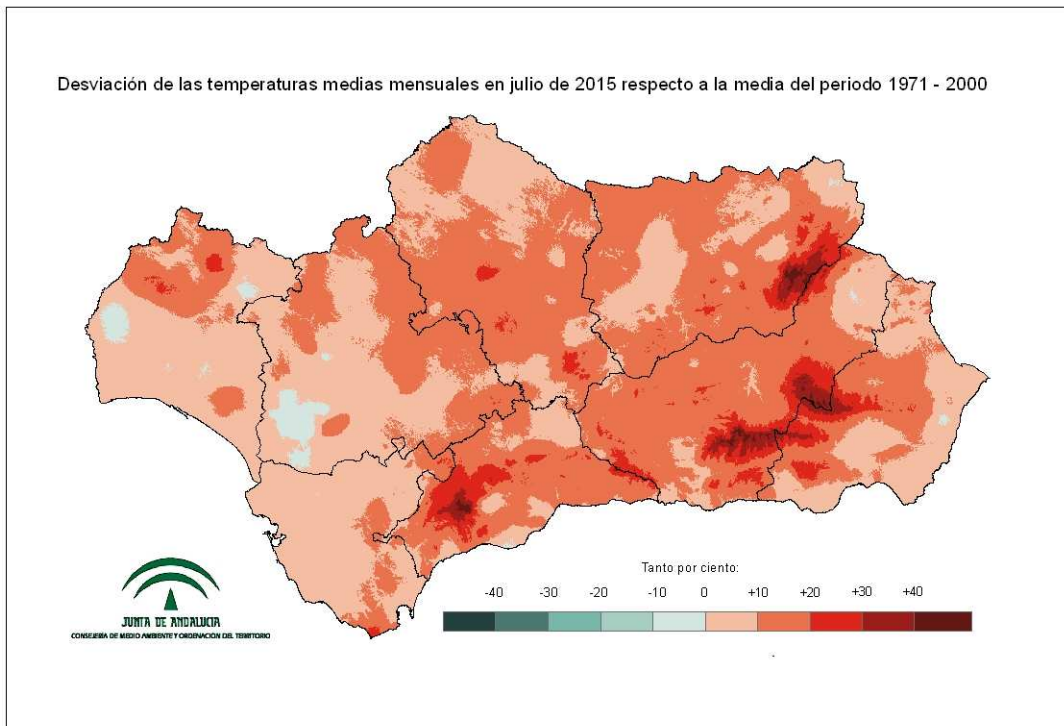 Desviación de las temperaturas medias mensuales en julio de 2015 respecto a la media del periodo 1971 - 2000
Tanto por ciento:
-40 -30 -20 -10 0 +10 +20 +30 +40
JUNTA DE ANDALUCIA
CONSEJERÍA DE MEDIO AMBIENTE Y ORDENACIÓN DEL TERRITORIO